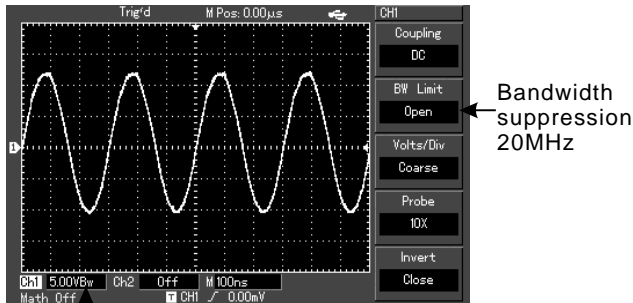 Trig'd M Pos: 0.00µs CH1
Coupling
DC
BW Limit
Open
Volts/Div
Coarse
Probe
10X
Invert
Close
Bandwidth
suppression
20MHz
1
Ch1 5.00VBw Ch2 Off M 100ns
Math Off T CH1 0.00mV